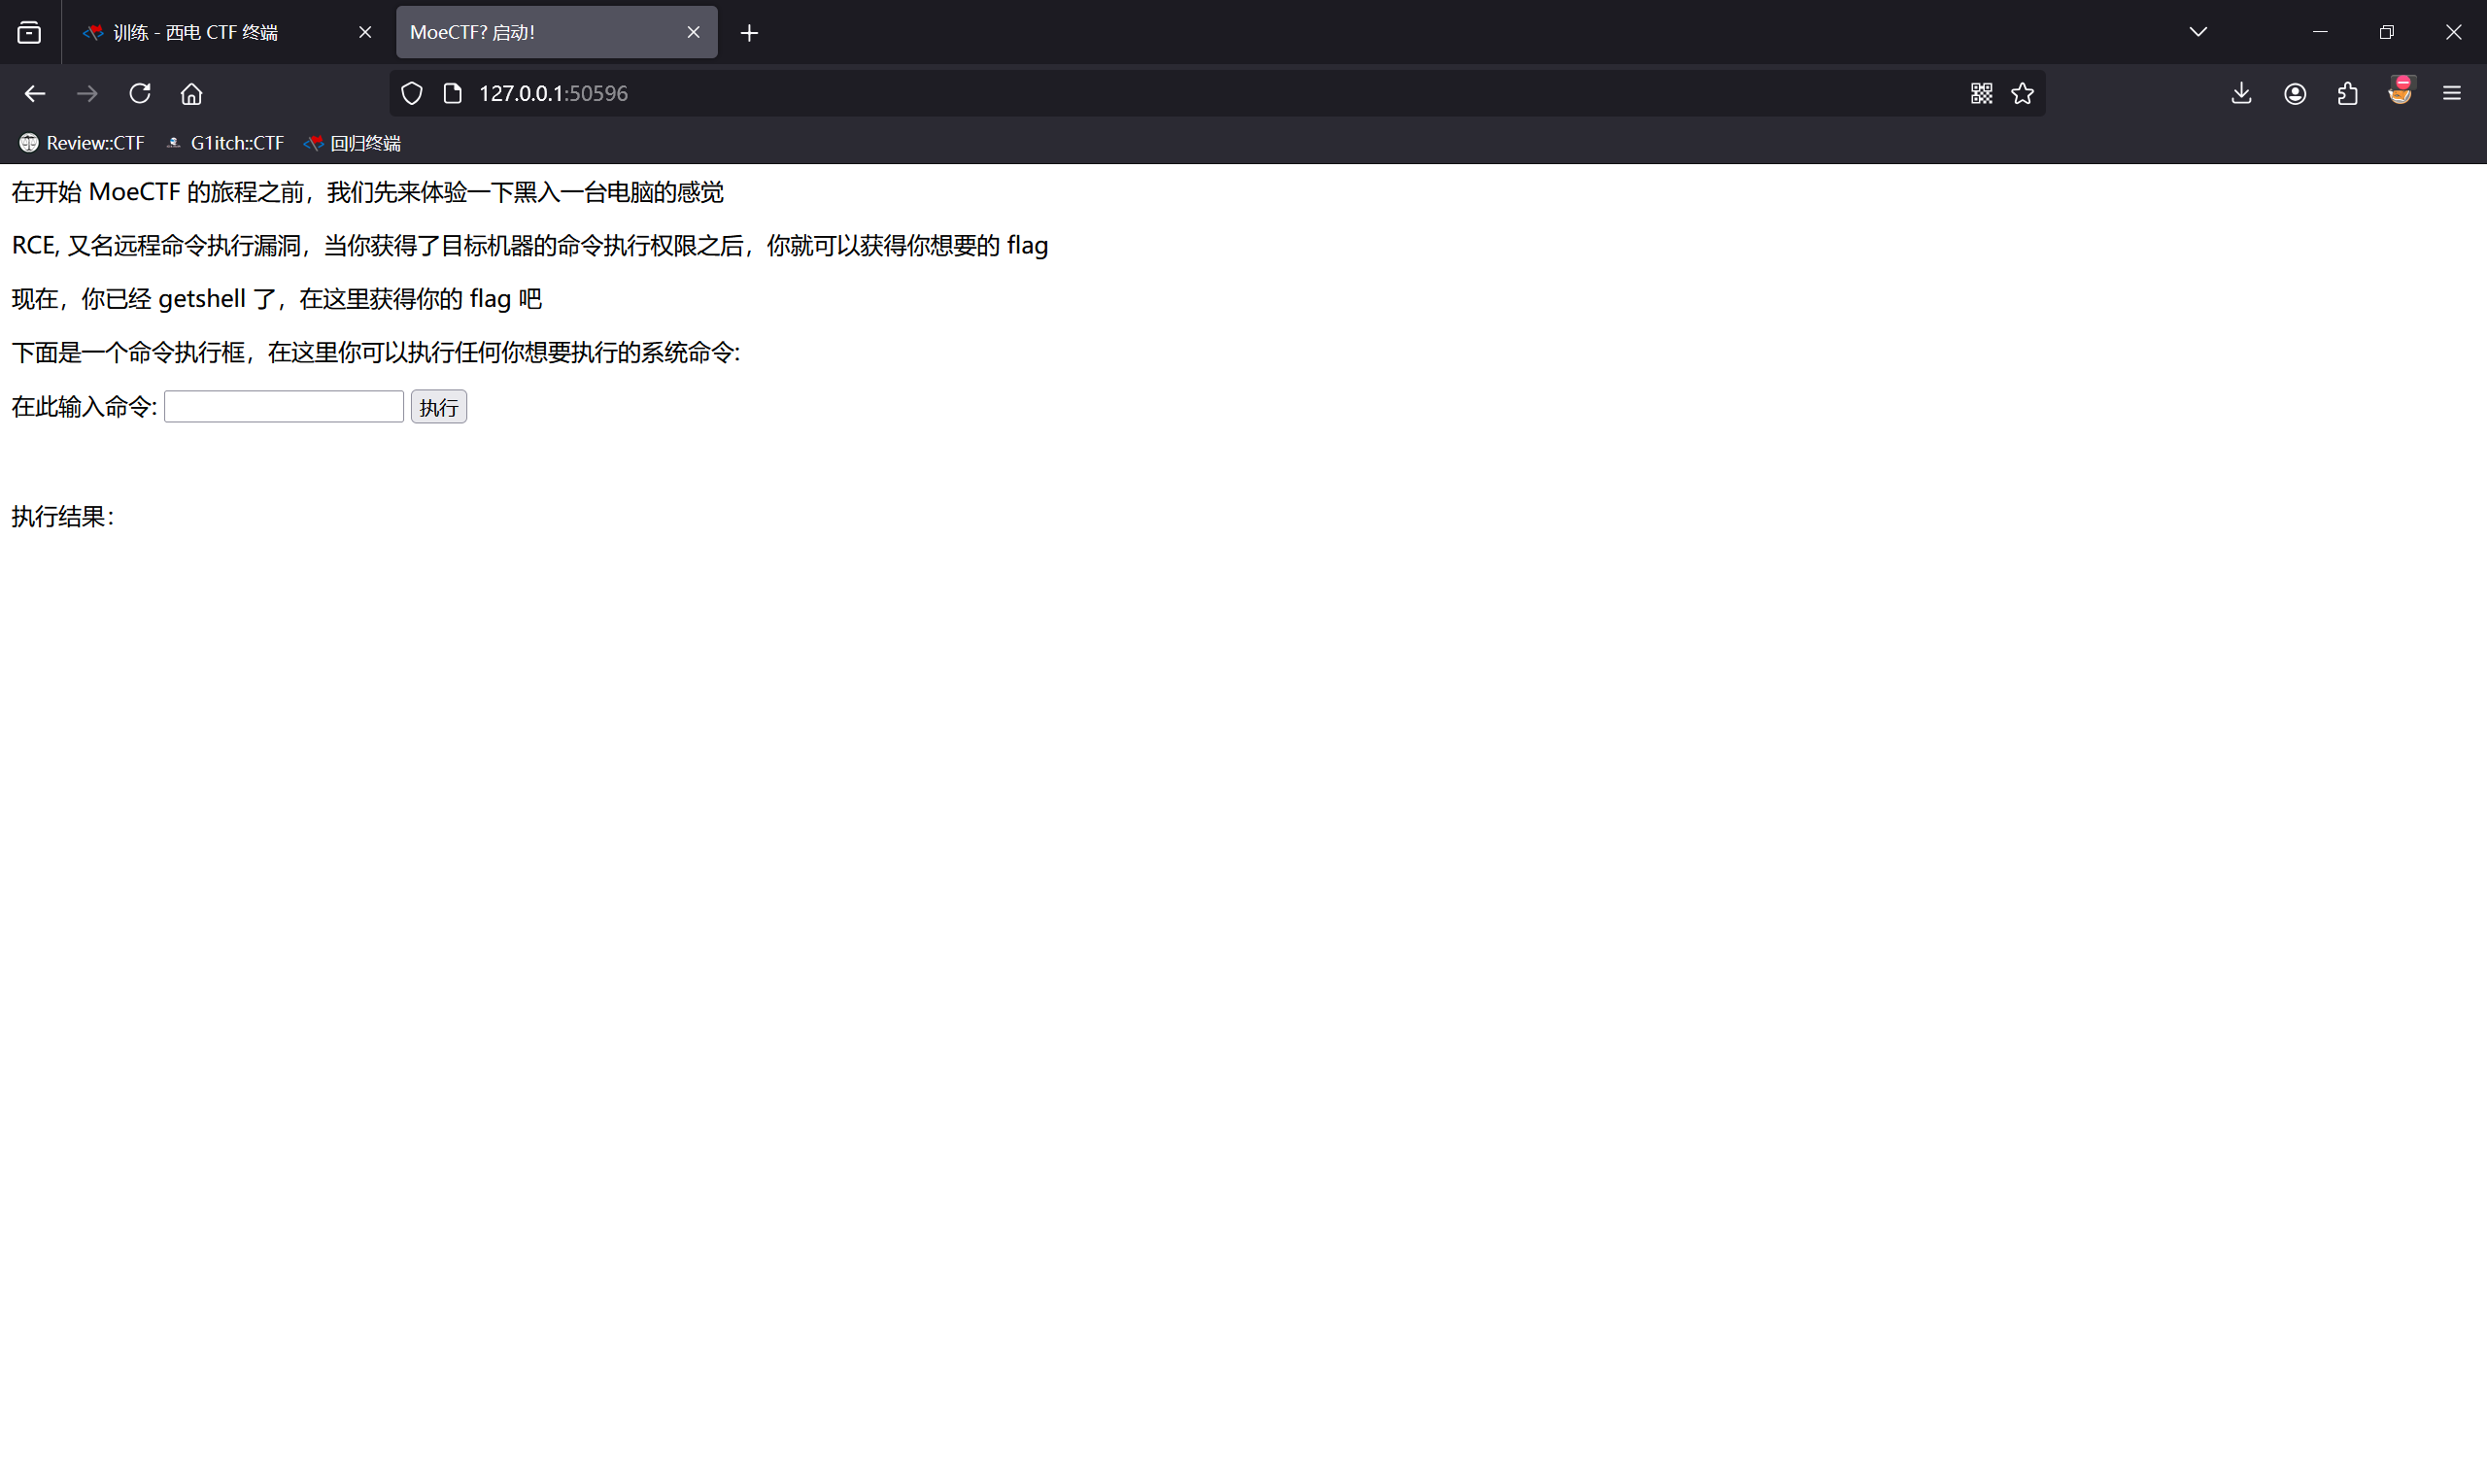 训练 - 西电 CTF 终端
MoeCTF? 启动!
127.0.0.1:50596
Review::CTF
G1itch::CTF
回归终端
在开始 MoeCTF 的旅程之前，我们先来体验一下黑入一台电脑的感觉
RCE, 又名远程命令执行漏洞，当你获得了目标机器的命令执行权限之后，你就可以获得你想要的 flag
现在，你已经 getshell 了，在这里获得你的 flag 吧
下面是一个命令执行框，在这里你可以执行任何你想要执行的系统命令:
在此输入命令: 执行
执行结果：